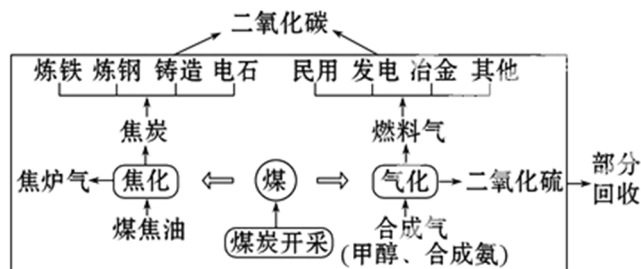 二氧化碳
炼铁 炼钢 铸造 电石 民用 发电 冶金 其他
焦炭 燃料气
焦炉气 焦化 煤 气化 二氧化硫 部分
回收
煤焦油 煤炭开采 合成气
(甲醇、合成氨)